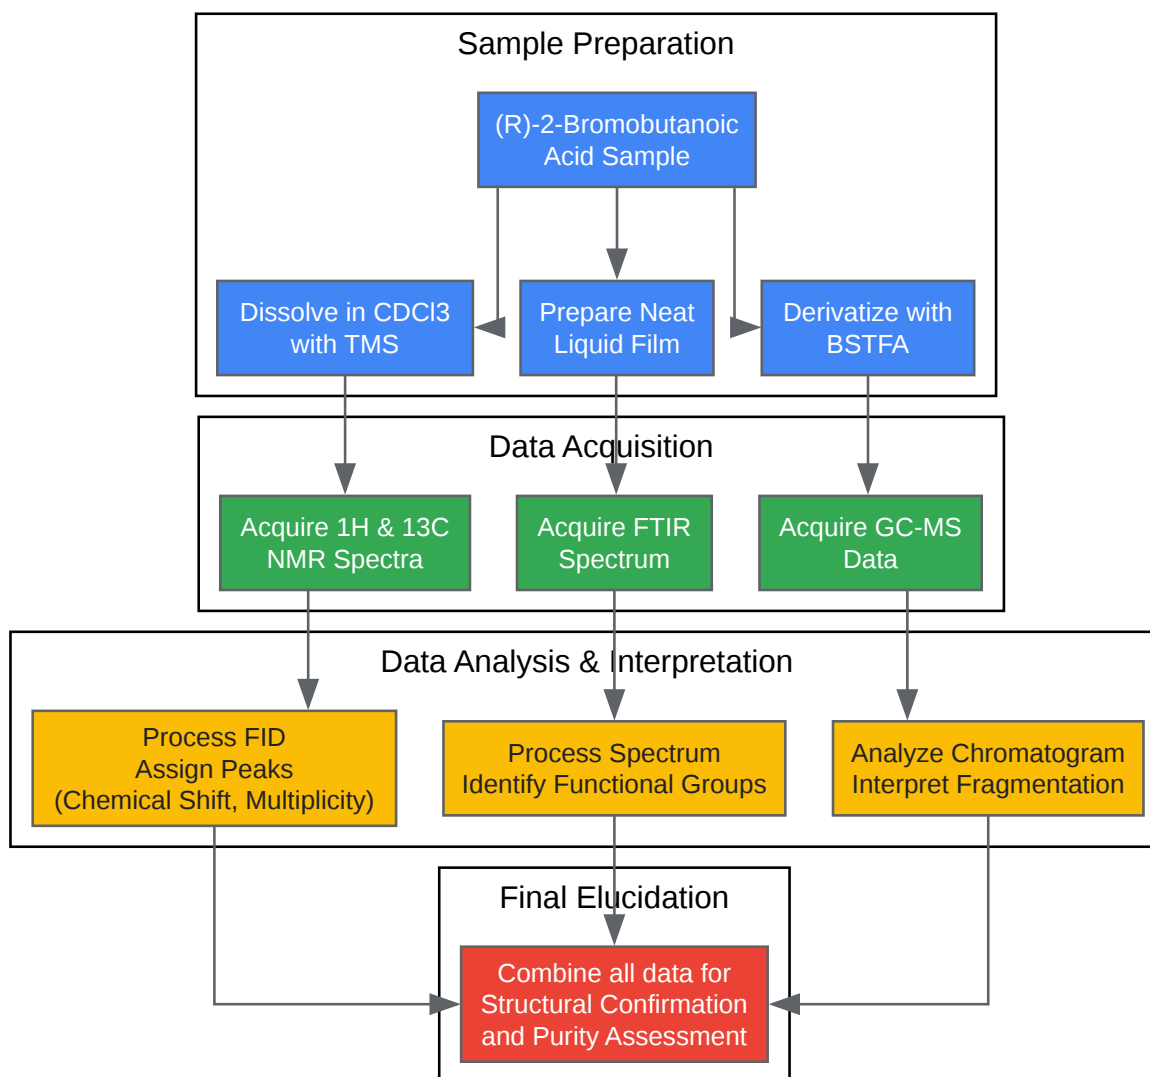 Sample Preparation
(R)-2-Bromobutanoic
Acid Sample
Dissolve in CDCl3
with TMS
Prepare Neat
Liquid Film
Derivatize with
BSTFA
Data Acquisition
Acquire 1H & 13C
NMR Spectra
Acquire FTIR
Spectrum
Acquire GC-MS
Data
Data Analysis & Interpretation
Process FID
Assign Peaks
(Chemical Shift, Multiplicity)
Process Spectrum
Identify Functional Groups
Analyze Chromatogram
Interpret Fragmentation
Final Elucidation
Combine all data for
Structural Confirmation
and Purity Assessment